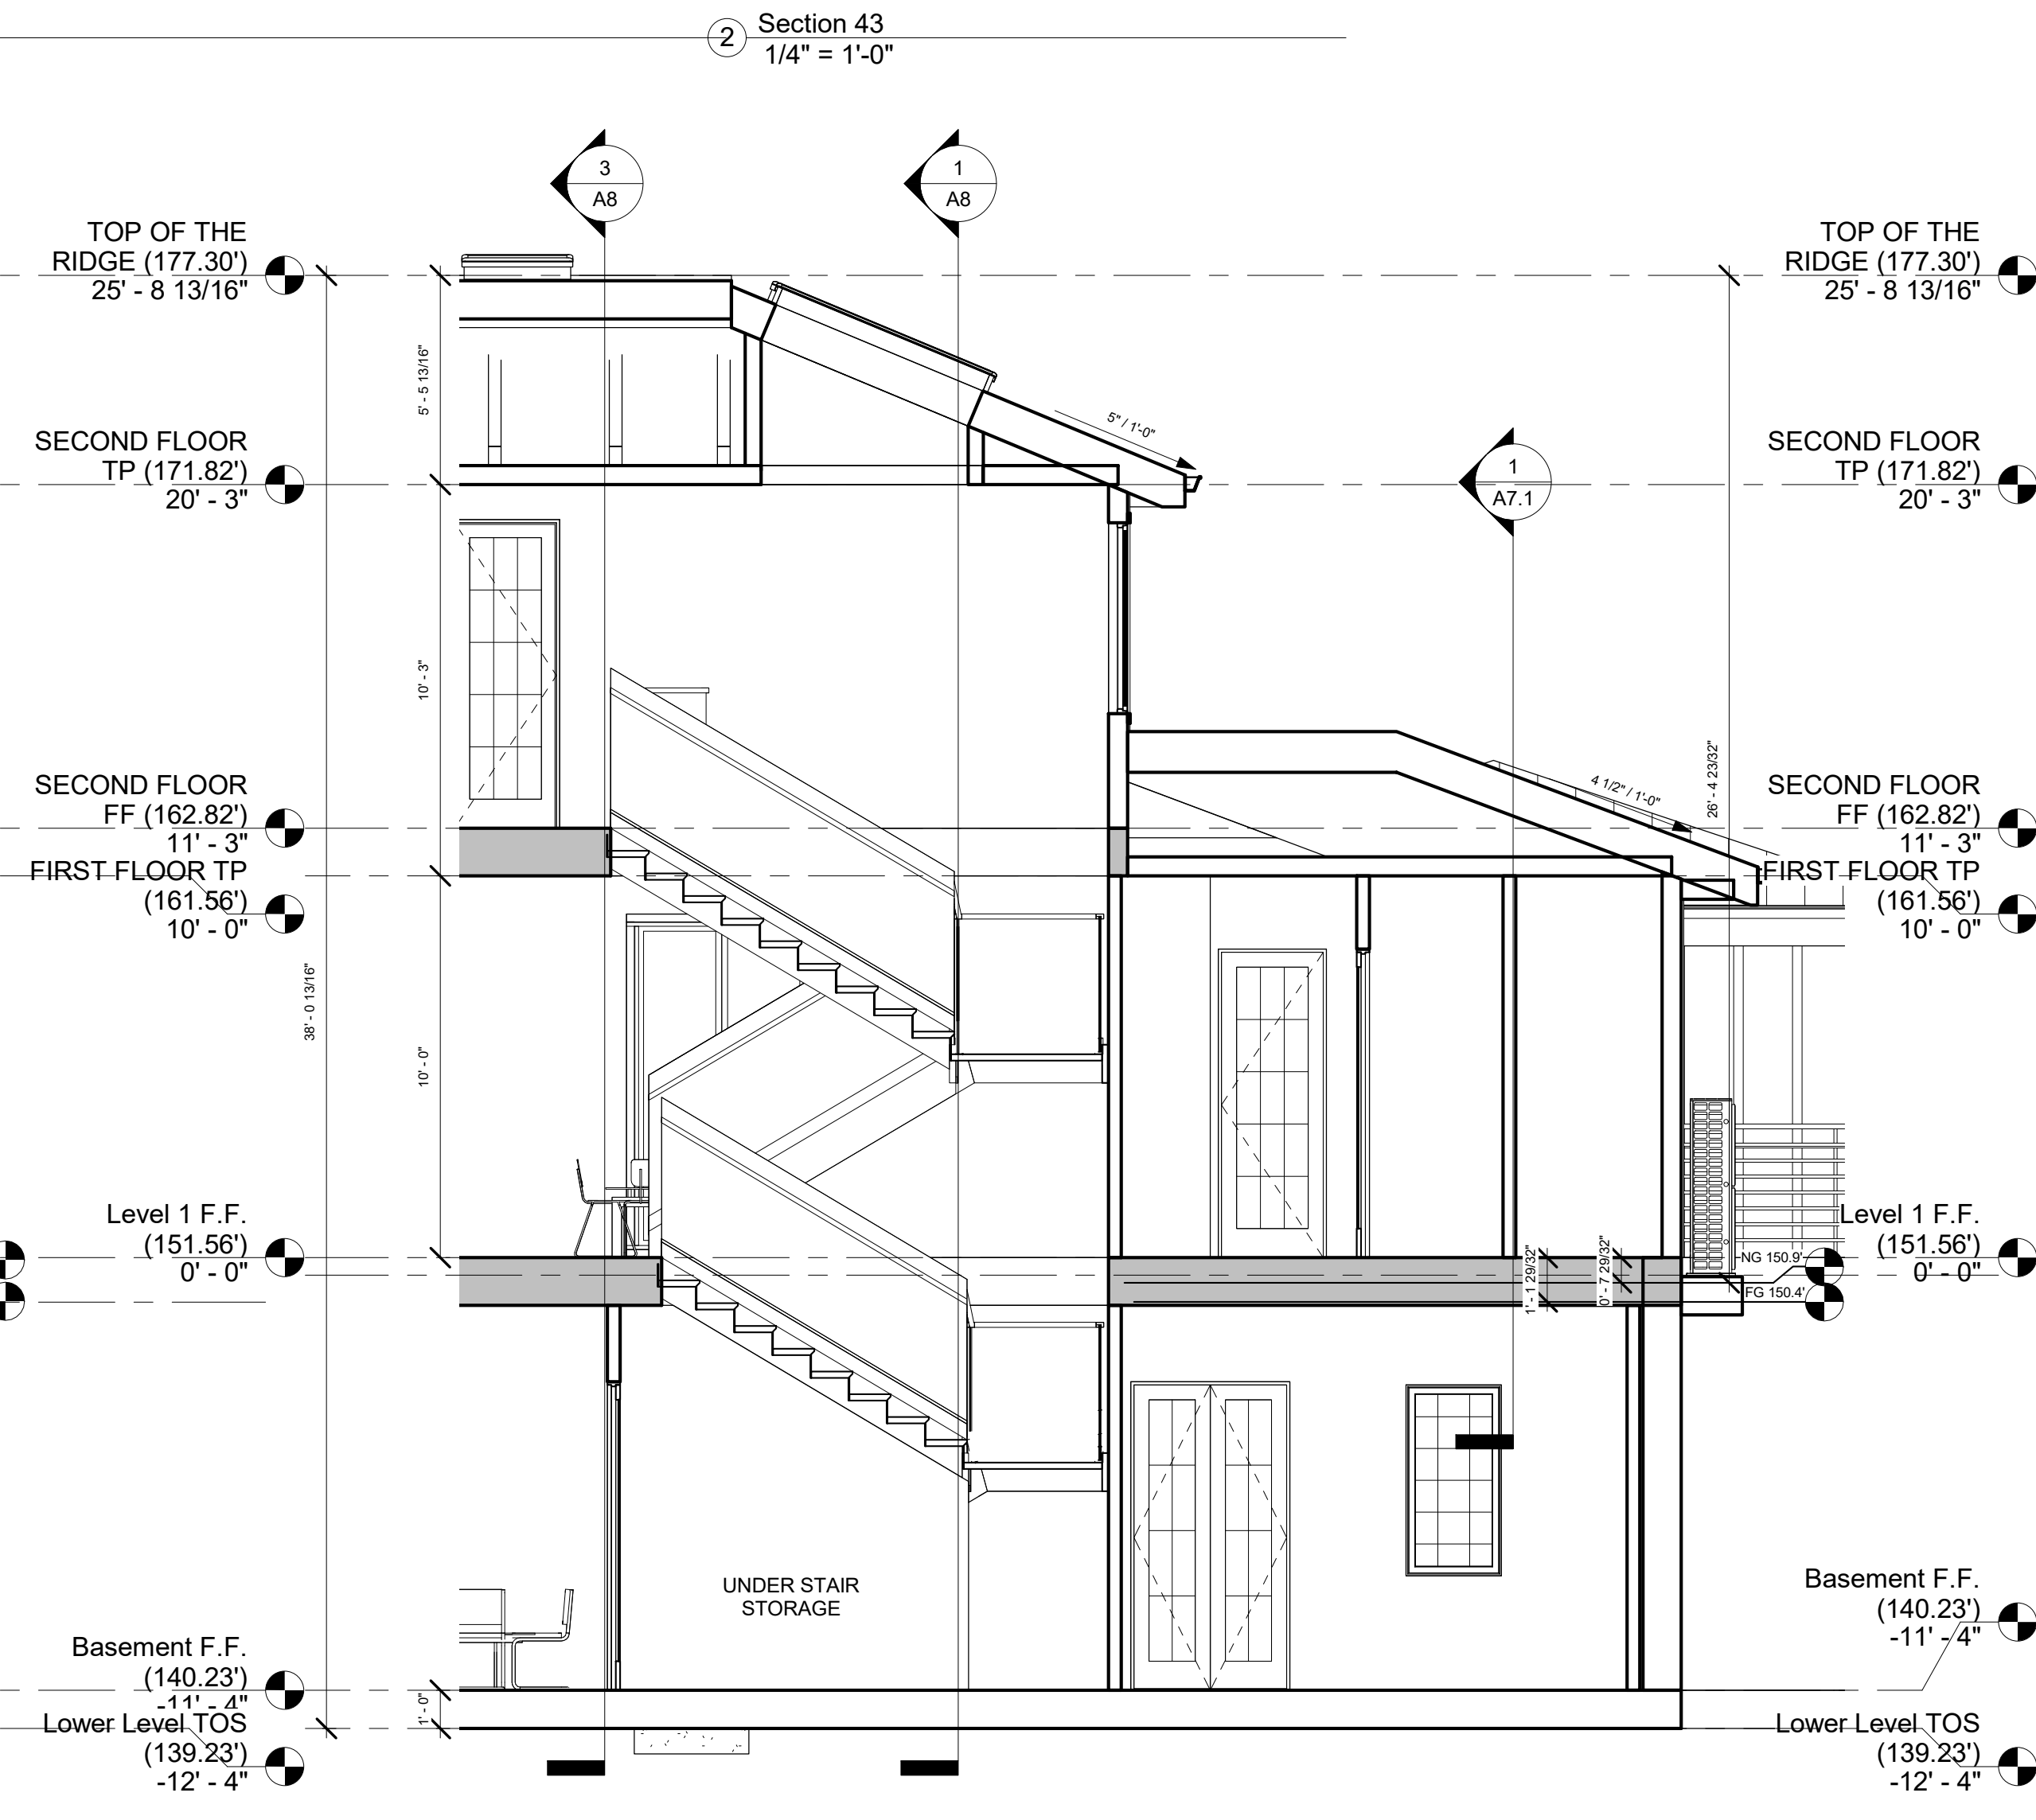 2
Section 43
1/4" = 1'-0"
3
A8
1
A8
TOP OF THE
RIDGE (177.30')
25' - 8 13/16"
TOP OF THE
RIDGE (177.30')
25' - 8 13/16"
5' - 5 13/16"
5" / 1'-0"
SECOND FLOOR
TP (171.82')
20' - 3"
1
A7.1
SECOND FLOOR
TP (171.82')
20' - 3"
10' - 3"
26' - 4 23/32"
4 1/2" / 1'-0"
SECOND FLOOR
FF (162.82')
11' - 3"
SECOND FLOOR
FF (162.82')
11' - 3"
FIRST FLOOR TP
(161.56')
10' - 0"
FIRST FLOOR TP
(161.56')
10' - 0"
38' - 0 13/16"
10' - 0"
Level 1 F.F.
(151.56')
0' - 0"
1' - 1 29/32"
0' - 7 29/32"
NG 150.9'
FG 150.4'
Level 1 F.F.
(151.56')
0' - 0"
UNDER STAIR
STORAGE
Basement F.F.
(140.23')
-11' - 4"
Basement F.F.
(140.23')
-11' - 4"
1' - 0"
Lower Level TOS
(139.23')
-12' - 4"
Lower Level TOS
(139.23')
-12' - 4"